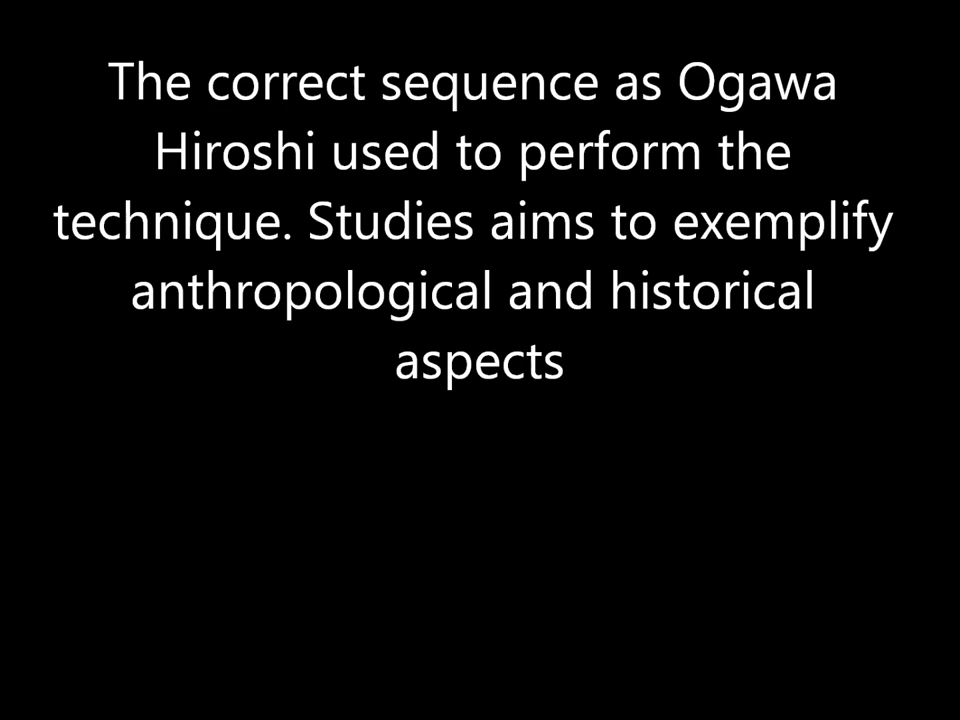 The correct sequence as Ogawa
Hiroshi used to perform the
technique. Studies aims to exemplify
anthropological and historical
aspects